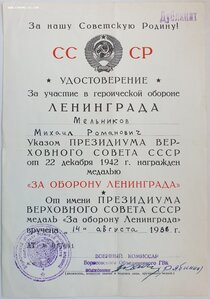 Дубликат
За нашу Советскую Родину!
СС СР
УДОСТОВЕРЕНИЕ
За участие в героической обороне
ЛЕНИНГРАДА
Мельников
Михаил Романович
Указом ПРЕЗИДИУМА ВЕР-
ХОВНОГО СОВЕТА СССР
от 22 декабря 1942 г. награжден
медалью
«ЗА ОБОРОНУ ЛЕНИНГРАДА»
От имени ПРЕЗИДИУМА
ВЕРХОВНОГО СОВЕТА СССР
медаль «За оборону Ленинграда»
вручена „14“ августа
ВОЕННЫЙ КОМИССАР